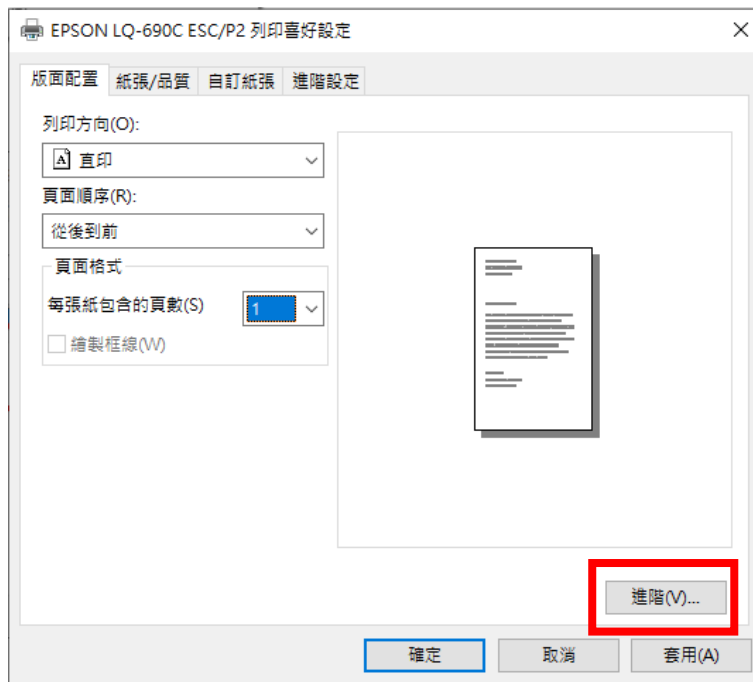 EPSON LQ-690C ESC/P2 列印喜好設定
版面配置 紙張/品質 自訂紙張 進階設定
列印方向(O):
A 直印
頁面順序(R):
從後到前
頁面格式
每張紙包含的頁數(S) 1
繪製框線(W)
進階(V)...
確定 取消 套用(A)